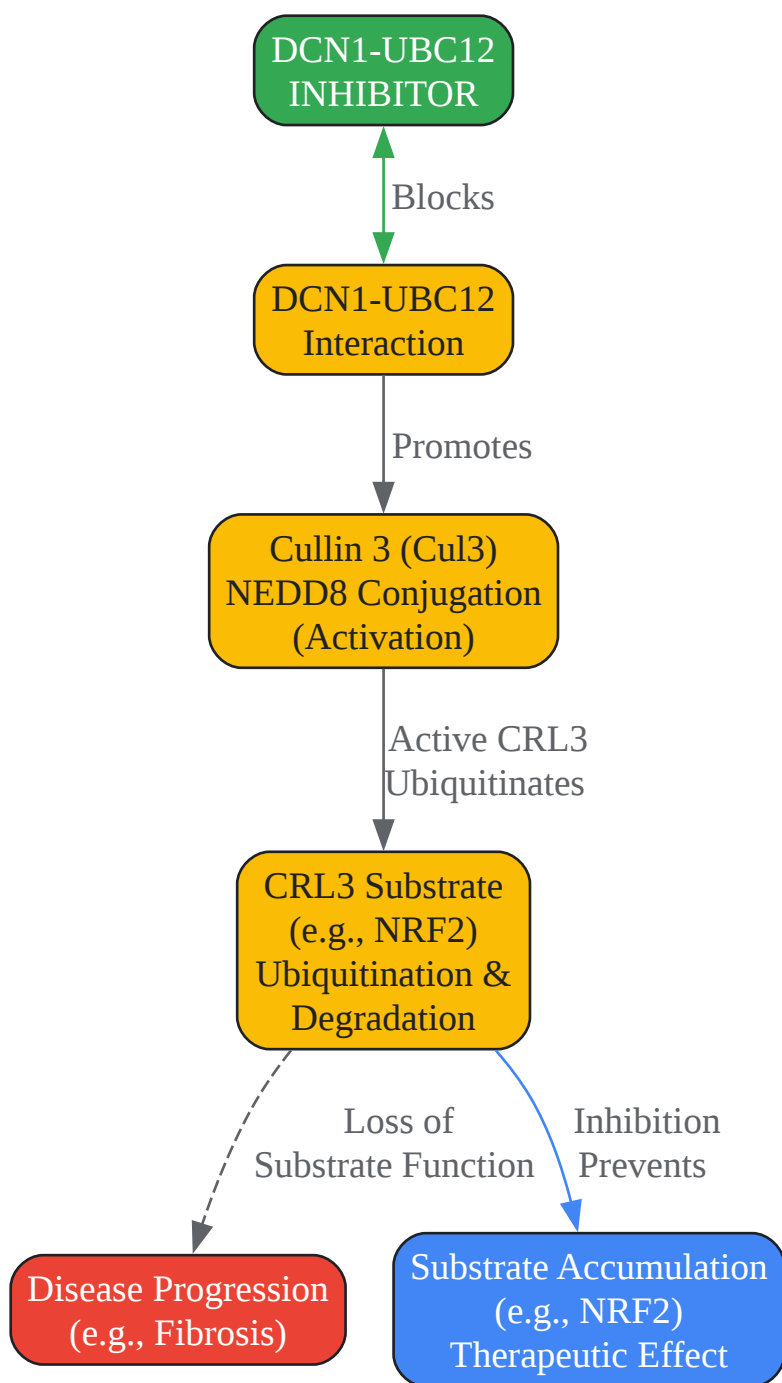 DCN1-UBC12
INHIBITOR
Blocks
DCN1-UBC12
Interaction
Promotes
Cullin 3 (Cul3)
NEDD8 Conjugation
(Activation)
Active CRL3
Ubiquitinates
CRL3 Substrate
(e.g., NRF2)
Ubiquitination &
Degradation
Loss of
Substrate Function
Inhibition
Prevents
Disease Progression
(e.g., Fibrosis)
Substrate Accumulation
(e.g., NRF2)
Therapeutic Effect